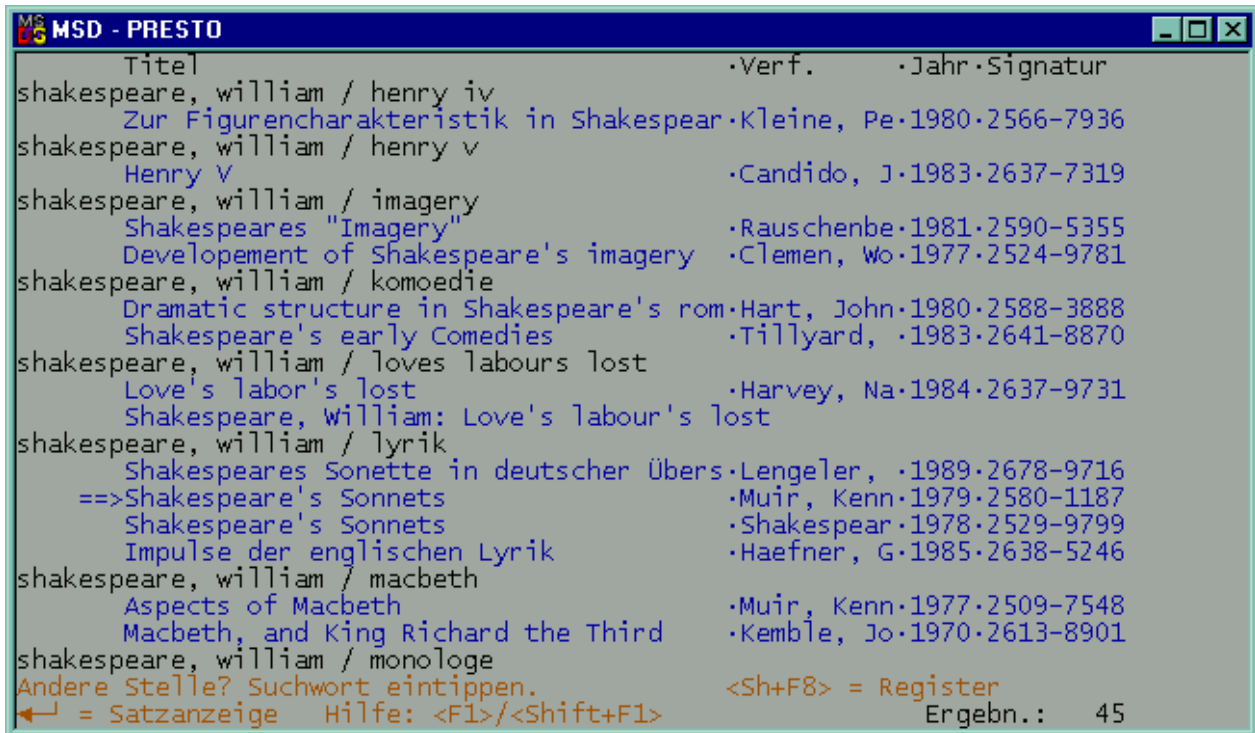 MSD - PRESTO
Titel ·Verf. ·Jahr·Signatur
shakespeare, william / henry iv
Zur Figurencharakteristik in Shakespear·Kleine, Pe·1980·2566-7936
shakespeare, william / henry v
Henry V ·Candido, J·1983·2637-7319
shakespeare, william / imagery
Shakespeares "Imagery" ·Rauschenbe·1981·2590-5355
Developement of Shakespeare's imagery ·Clemen, Wo·1977·2524-9781
shakespeare, william / komoedie
Dramatic structure in Shakespeare's rom·Hart, John·1980·2588-3888
Shakespeare's early Comedies ·Tillyard, ·1983·2641-8870
shakespeare, william / loves labours lost
Love's labor's lost ·Harvey, Na·1984·2637-9731
Shakespeare, William: Love's labour's lost
shakespeare, william / lyrik
Shakespeares Sonette in deutscher Übers·Lengeler, ·1989·2678-9716
==>Shakespeare's Sonnets ·Muir, Kenn·1979·2580-1187
Shakespeare's Sonnets ·Shakespear·1978·2529-9799
Impulse der englischen Lyrik ·Haefner, G·1985·2638-5246
shakespeare, william / macbeth
Aspects of Macbeth ·Muir, Kenn·1977·2509-7548
Macbeth, and King Richard the Third ·Kemble, Jo·1970·2613-8901
shakespeare, william / monologe
Andere Stelle? Suchwort eintippen. <Sh+F8> = Register
◄┘ = Satzanzeige Hilfe: <F1>/<Shift+F1> Ergebn.: 45